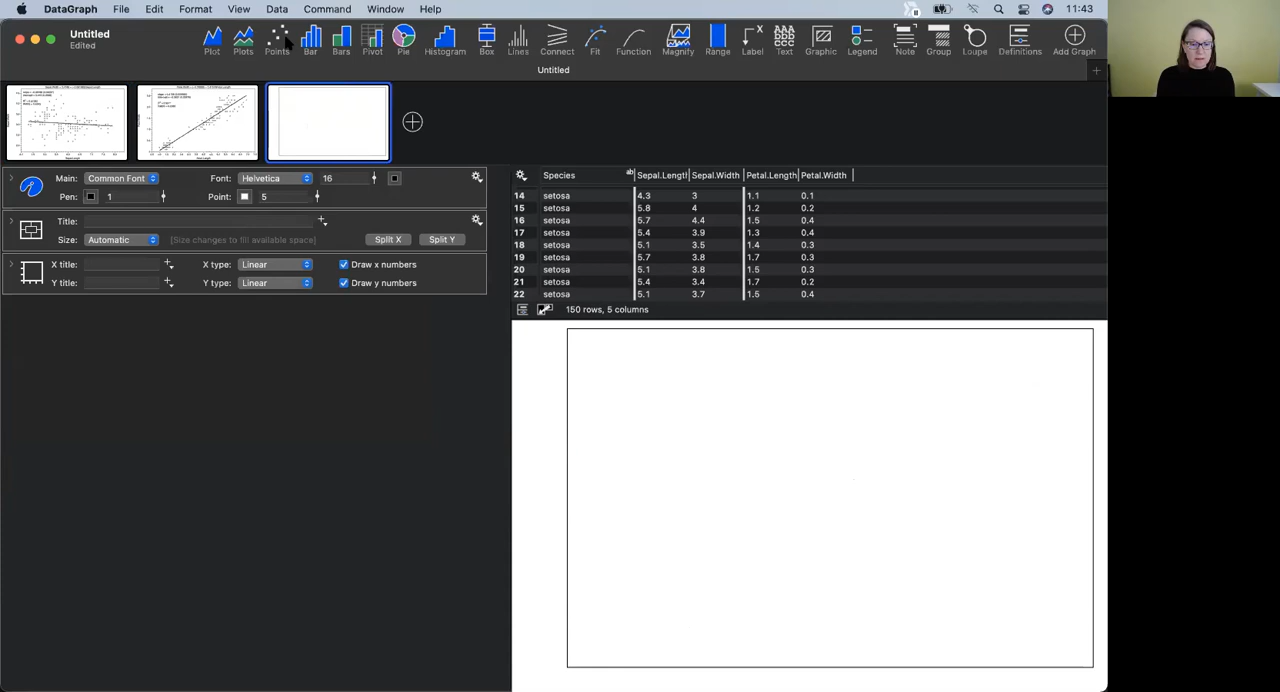 DataGraph File Edit Format View Data Command Window Help 11:43
Untitled
Edited
Plot Plots Points Bar Bars Pivot Pie Histogram Box Lines Connect Fit Function Magnify Range Label Text Graphic Legend Note Group Loupe Definitions Add Graph
Untitled
Main: Common Font Font: Helvetica 16
Pen: 1 Point: 5
Title:
Size: Automatic [Size changes to fill available space] Split X Split Y
X title: X type: Linear Draw x numbers
Y title: Y type: Linear Draw y numbers
Species ab Sepal.Lengtl Sepal.Width Petal.Length Petal.Width
14 setosa 4.3 3 1.1 0.1
15 setosa 5.8 4 1.2 0.2
16 setosa 5.7 4.4 1.5 0.4
17 setosa 5.4 3.9 1.3 0.4
18 setosa 5.1 3.5 1.4 0.3
19 setosa 5.7 3.8 1.7 0.3
20 setosa 5.1 3.8 1.5 0.3
21 setosa 5.4 3.4 1.7 0.2
22 setosa 5.1 3.7 1.5 0.4
150 rows, 5 columns